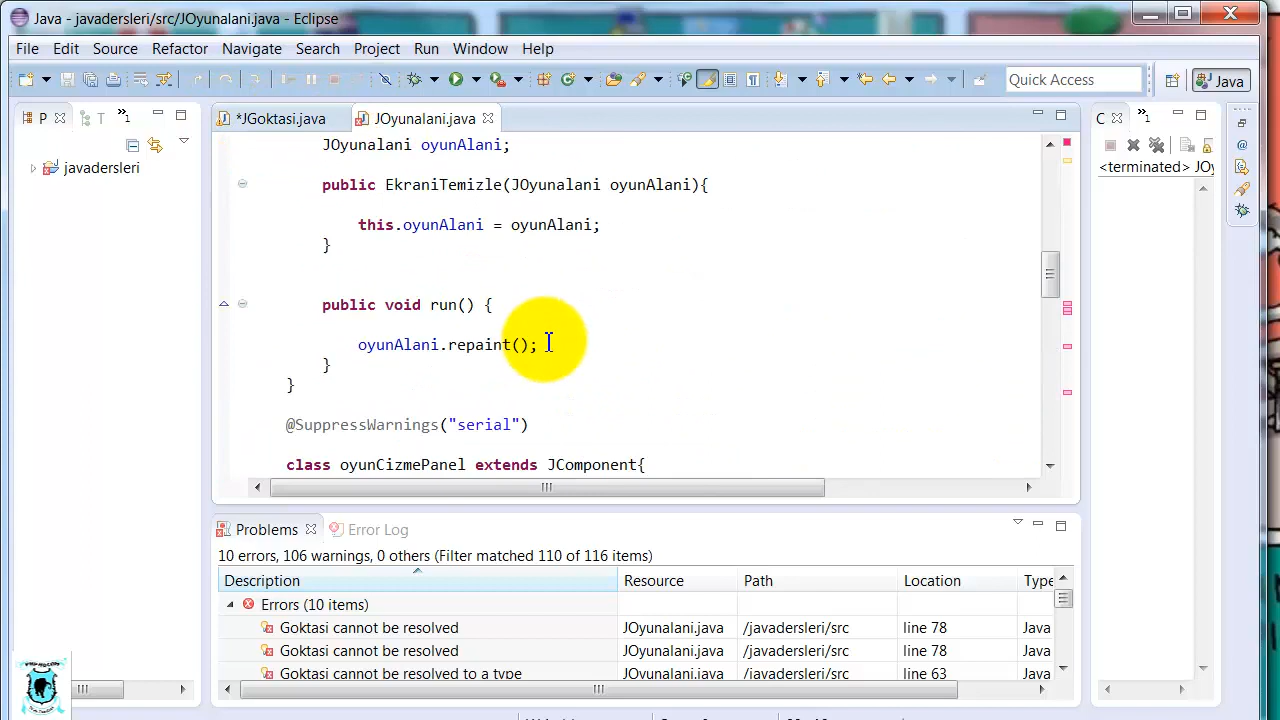 Java - javadersleri/src/JOyunalani.java - Eclipse
File Edit Source Refactor Navigate Search Project Run Window Help
Quick Access
Java
P
T
»1
*JGoktasi.java
JOyunalani.java
C
»1
javadersleri
<terminated> JOy
JOyunalani oyunAlani;
public EkraniTemizle(JOyunalani oyunAlani){
this.oyunAlani = oyunAlani;
}
public void run() {
oyunAlani.repaint();
}
}
@SuppressWarnings("serial")
class oyunCizmePanel extends JComponent{
Problems
Error Log
10 errors, 106 warnings, 0 others (Filter matched 110 of 116 items)
Description Resource Path Location Type
Errors (10 items)
Goktasi cannot be resolved JOyunalani.java /javadersleri/src line 78 Java
Goktasi cannot be resolved JOyunalani.java /javadersleri/src line 78 Java
Goktasi cannot be resolved to a type JOyunalani.java /javadersleri/src line 63 Java